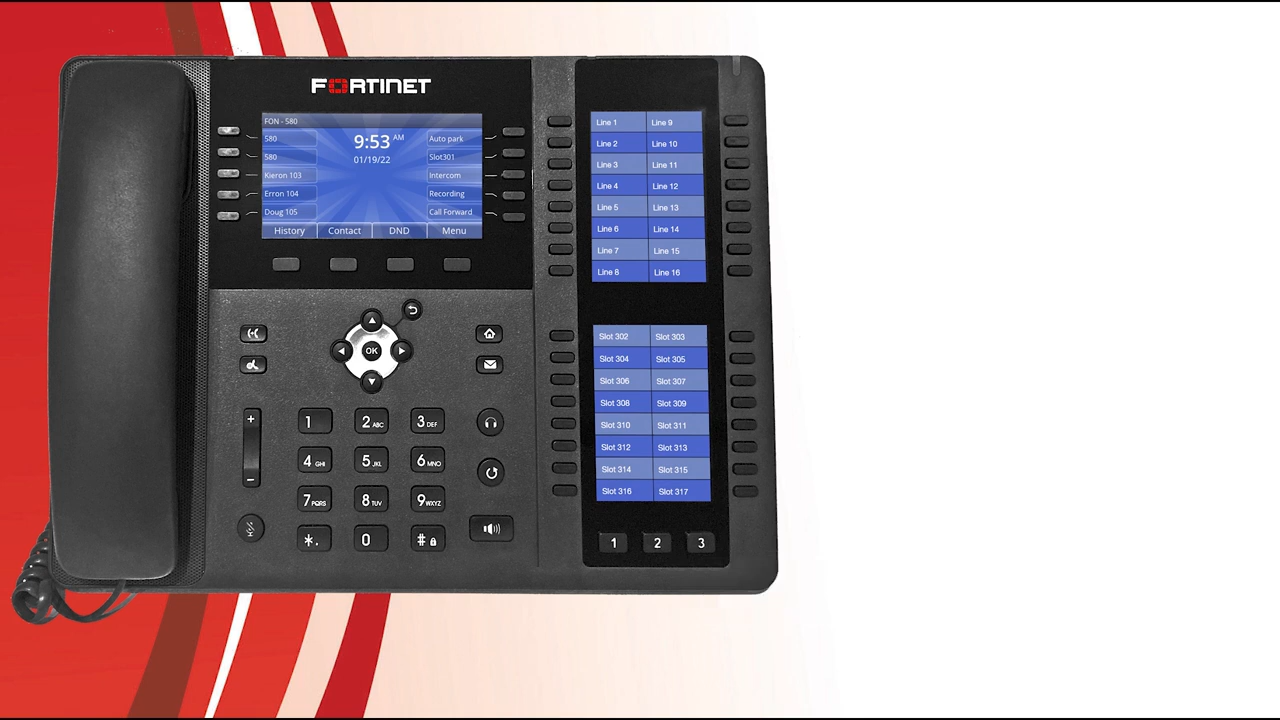 FORTINET
FON - 580
580
580
Kieron 103
Erron 104
Doug 105
9:53 AM
01/19/22
Auto park
Slot301
Intercom
Recording
Call Forward
History Contact DND Menu
Line 1 Line 9
Line 2 Line 10
Line 3 Line 11
Line 4 Line 12
Line 5 Line 13
Line 6 Line 14
Line 7 Line 15
Line 8 Line 16
Slot 302 Slot 303
Slot 304 Slot 305
Slot 306 Slot 307
Slot 308 Slot 309
Slot 310 Slot 311
Slot 312 Slot 313
Slot 314 Slot 315
Slot 316 Slot 317
1 2 3
OK
+
-
1 2 ABC 3 DEF
4 GHI 5 JKL 6 MNO
7 PQRS 8 TUV 9 WXYZ
*. 0 #